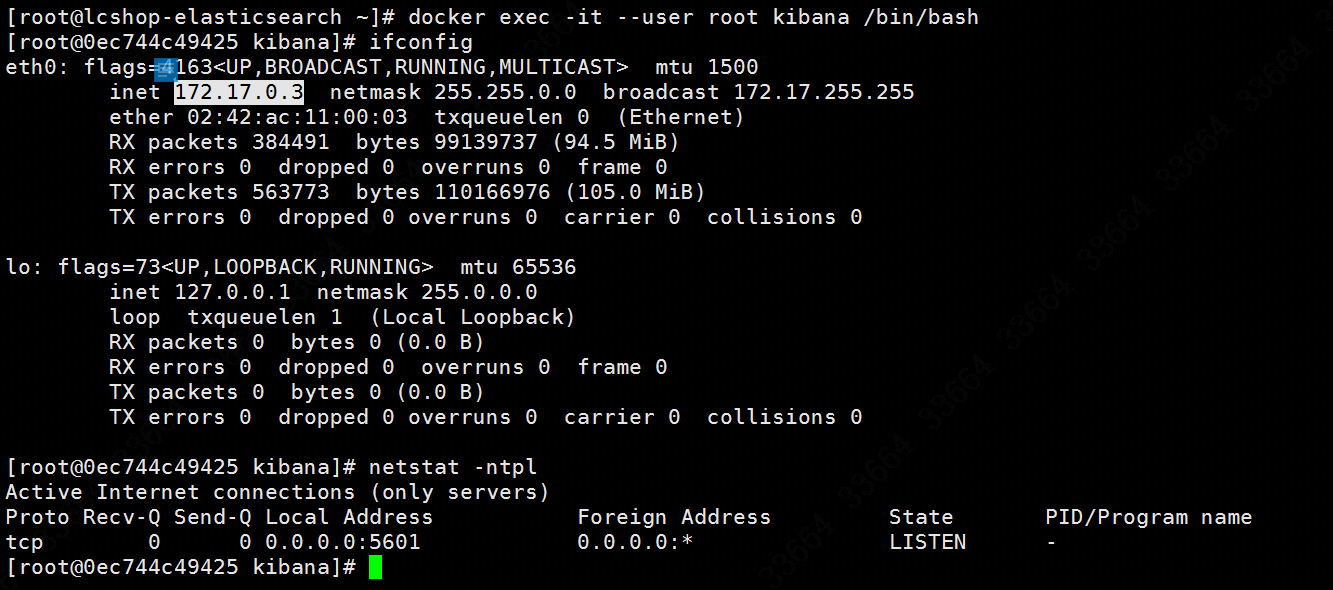 [root@lcshop-elasticsearch ~]# docker exec -it --user root kibana /bin/bash
[root@0ec744c49425 kibana]# ifconfig
eth0: flags=4163<UP,BROADCAST,RUNNING,MULTICAST>  mtu 1500
        inet 172.17.0.3  netmask 255.255.0.0  broadcast 172.17.255.255
        ether 02:42:ac:11:00:03  txqueuelen 0  (Ethernet)
        RX packets 384491  bytes 99139737 (94.5 MiB)
        RX errors 0  dropped 0  overruns 0  frame 0
        TX packets 563773  bytes 110166976 (105.0 MiB)
        TX errors 0  dropped 0 overruns 0  carrier 0  collisions 0

lo: flags=73<UP,LOOPBACK,RUNNING>  mtu 65536
        inet 127.0.0.1  netmask 255.0.0.0
        loop  txqueuelen 1  (Local Loopback)
        RX packets 0  bytes 0 (0.0 B)
        RX errors 0  dropped 0  overruns 0  frame 0
        TX packets 0  bytes 0 (0.0 B)
        TX errors 0  dropped 0 overruns 0  carrier 0  collisions 0

[root@0ec744c49425 kibana]# netstat -ntpl
Active Internet connections (only servers)
Proto Recv-Q Send-Q Local Address           Foreign Address         State       PID/Program name
tcp        0      0 0.0.0.0:5601            0.0.0.0:*               LISTEN      -
[root@0ec744c49425 kibana]#
33664 33664 33664 33664 33664 33664